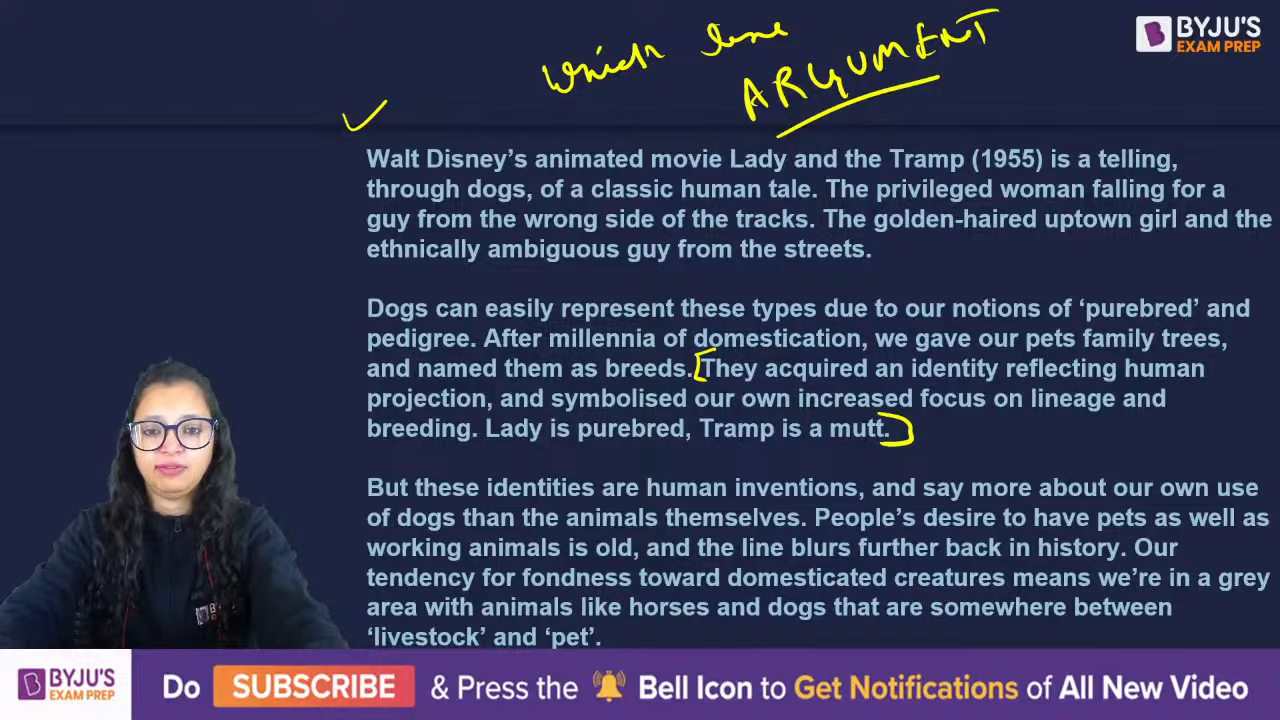 which line
ARGUMENT
BYJU'S
EXAM PREP
Walt Disney's animated movie Lady and the Tramp (1955) is a telling,
through dogs, of a classic human tale. The privileged woman falling for a
guy from the wrong side of the tracks. The golden-haired uptown girl and the
ethnically ambiguous guy from the streets.
Dogs can easily represent these types due to our notions of ‘purebred’ and
pedigree. After millennia of domestication, we gave our pets family trees,
and named them as breeds. [They acquired an identity reflecting human
projection, and symbolised our own increased focus on lineage and
breeding. Lady is purebred, Tramp is a mutt.]
But these identities are human inventions, and say more about our own use
of dogs than the animals themselves. People’s desire to have pets as well as
working animals is old, and the line blurs further back in history. Our
tendency for fondness toward domesticated creatures means we’re in a grey
area with animals like horses and dogs that are somewhere between
‘livestock’ and ‘pet’.
BYJU'S
EXAM PREP
Do SUBSCRIBE & Press the Bell Icon to Get Notifications of All New Video